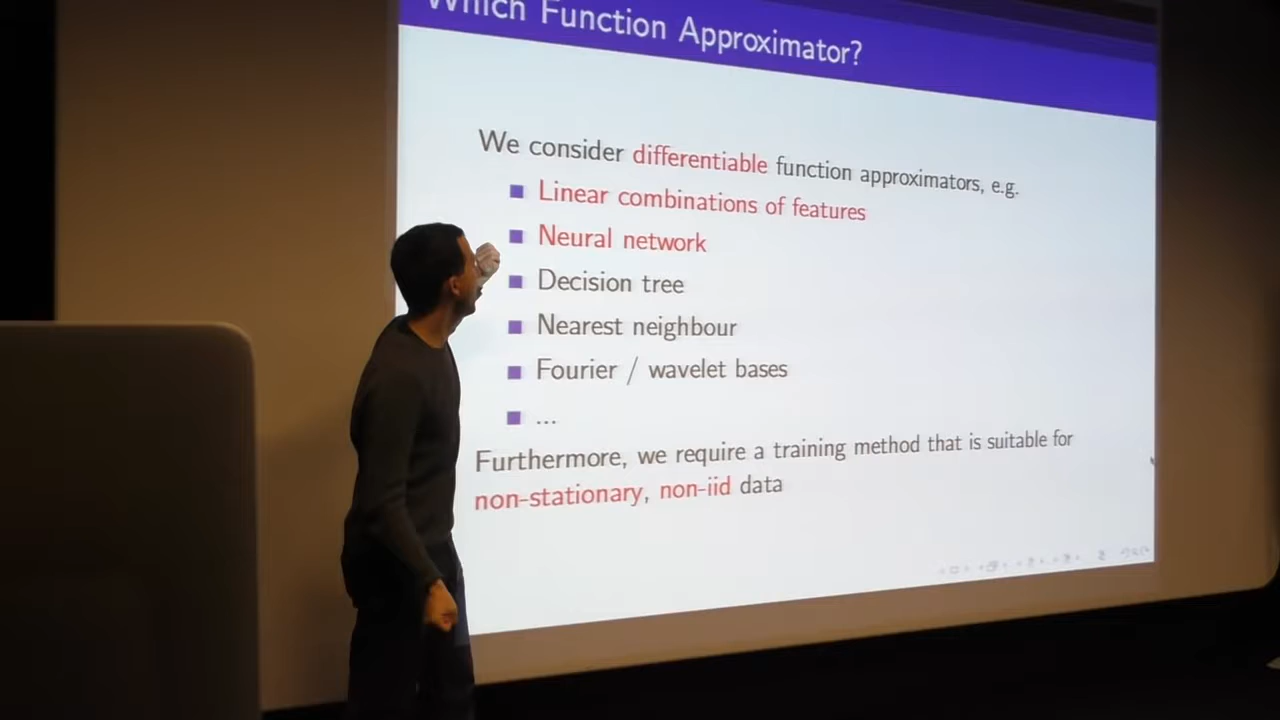 Which Function Approximator?
We consider differentiable function approximators, e.g.
Linear combinations of features
Neural network
Decision tree
Nearest neighbour
Fourier / wavelet bases
...
Furthermore, we require a training method that is suitable for
non-stationary, non-iid data